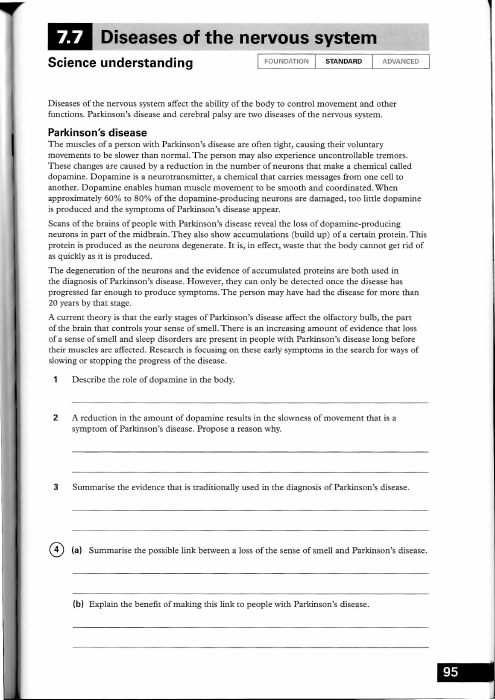 7.7 Diseases of the nervous system
Science understanding
FOUNDATION STANDARD ADVANCED
Diseases of the nervous system affect the ability of the body to control movement and other
functions. Parkinson's disease and cerebral palsy are two diseases of the nervous system.
Parkinson's disease
The muscles of a person with Parkinson's disease are often tight, causing their voluntary
movements to be slower than normal. The person may also experience uncontrollable tremors.
These changes are caused by a reduction in the number of neurons that make a chemical called
dopamine. Dopamine is a neurotransmitter, a chemical that carries messages from one cell to
another. Dopamine enables human muscle movement to be smooth and coordinated. When
approximately 60% to 80% of the dopamine-producing neurons are damaged, too little dopamine
is produced and the symptoms of Parkinson's disease appear.
Scans of the brains of people with Parkinson's disease reveal the loss of dopamine-producing
neurons in part of the midbrain. They also show accumulations (build up) of a certain protein. This
protein is produced as the neurons degenerate. It is, in effect, waste that the body cannot get rid of
as quickly as it is produced.
The degeneration of the neurons and the evidence of accumulated proteins are both used in
the diagnosis of Parkinson's disease. However, they can only be detected once the disease has
progressed far enough to produce symptoms. The person may have had the disease for more than
20 years by that stage.
A current theory is that the early stages of Parkinson's disease affect the olfactory bulb, the part
of the brain that controls your sense of smell. There is an increasing amount of evidence that loss
of a sense of smell and sleep disorders are present in people with Parkinson's disease long before
their muscles are affected. Research is focusing on these early symptoms in the search for ways of
slowing or stopping the progress of the disease.
1 Describe the role of dopamine in the body.
2 A reduction in the amount of dopamine results in the slowness of movement that is a
symptom of Parkinson's disease. Propose a reason why.
3 Summarise the evidence that is traditionally used in the diagnosis of Parkinson's disease.
4 (a) Summarise the possible link between a loss of the sense of smell and Parkinson's disease.
(b) Explain the benefit of making this link to people with Parkinson's disease.
95